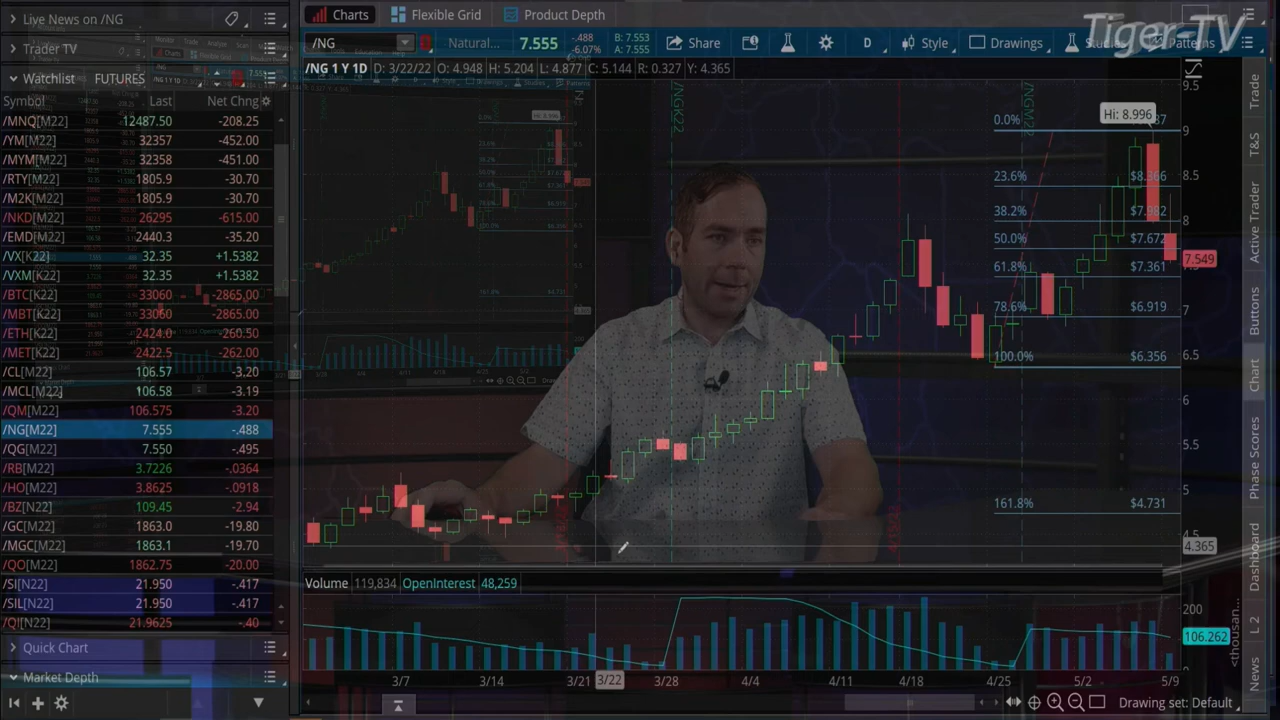 Live News on /NG
Trader TV
Watchlist FUTURES
Symbol Last Net Chng
/MNQ[M22] 12487.50 -208.25
/YM[M22] 32357 -452.00
/MYM[M22] 32358 -451.00
/RTY[M22] 1805.9 -30.70
/M2K[M22] 1805.9 -30.70
/NKD[M22] 26295 -615.00
/EMD[M22] 2440.3 -35.20
/VX[K22] 32.35 +1.5382
/VXM[K22] 32.35 +1.5382
/BTC[K22] 33060 -2865.00
/MBT[K22] 33060 -2865.00
/ETH[K22] 2424.0 -260.50
/MET[K22] 2422.5 -262.00
/CL[M22] 106.57 -3.20
/MCL[M22] 106.58 -3.19
/QM[M22] 106.575 -3.20
/NG[M22] 7.555 -.488
/QG[M22] 7.550 -.495
/RB[M22] 3.7226 -.0364
/HO[M22] 3.8625 -.0918
/BZ[N22] 109.45 -2.94
/GC[M22] 1863.0 -19.80
/MGC[M22] 1863.1 -19.70
/QO[M22] 1862.75 -20.00
/SI[N22] 21.950 -.417
/SIL[N22] 21.950 -.417
/QI[N22] 21.9625 -.40
Quick Chart
Market Depth
Charts Flexible Grid Product Depth
Tiger-TV
/NG Natural... 7.555 -.488 -6.07% B: 7.553 A: 7.555 Share D Style Drawings Studies Patterns
/NG 1 Y 1D D: 3/22/22 O: 4.948 H: 5.204 L: 4.877 C: 5.144 R: 0.327 Y: 4.365
/NGK22 /NGM22
Hi: 8.996
0.0%
23.6% $8.366
38.2% $7.982
50.0% $7.672
61.8% $7.361
78.6% $6.919
100.0% $6.356
161.8% $4.731
9.5
9
8.5
8
7.549
7
6.5
6
5.5
5
4.5
4.365
Volume 119,834 OpenInterest 48,259
200
106.262
<thousan...
0
3/7 3/14 3/21 3/22 3/28 4/4 4/11 4/18 4/25 5/2 5/9
Drawing set: Default
Trade
T&S
Active Trader
Buttons
Chart
Phase Scores
Dashboard
L 2
News